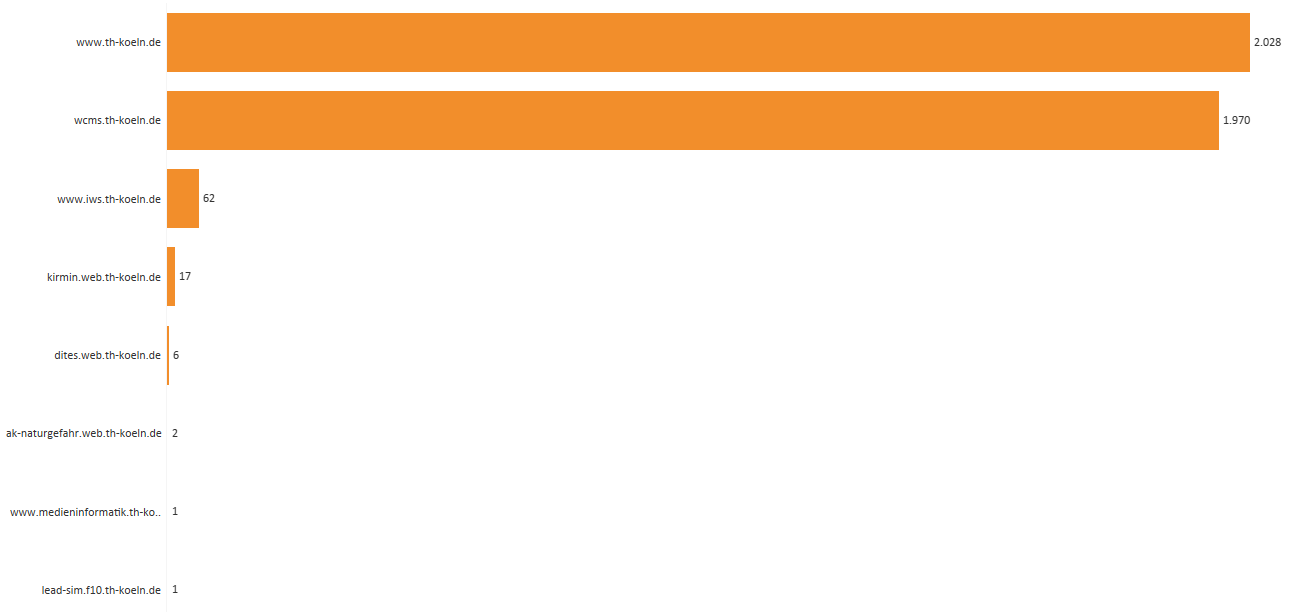 www.th-koeln.de 2.028
wcms.th-koeln.de 1.970
www.iws.th-koeln.de 62
kirmin.web.th-koeln.de 17
dites.web.th-koeln.de 6
ak-naturgefahr.web.th-koeln.de 2
www.medieninformatik.th-ko.. 1
lead-sim.f10.th-koeln.de 1